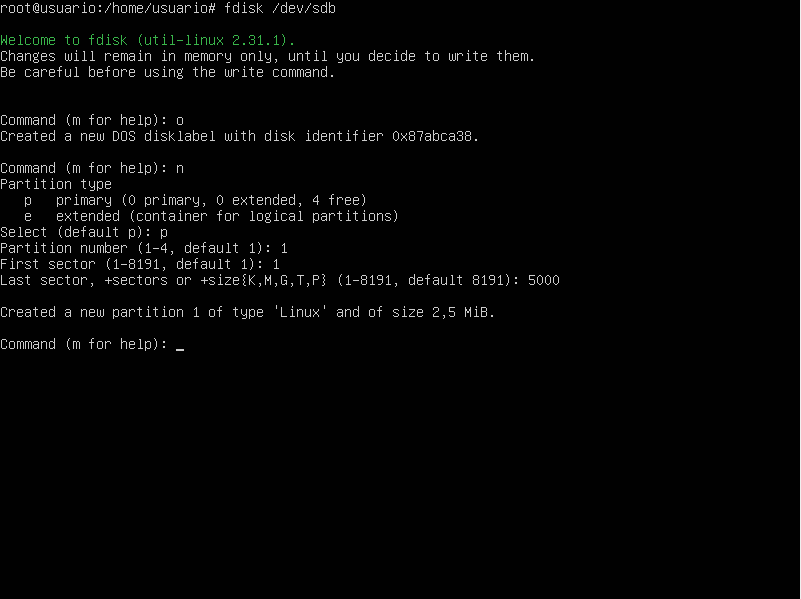 root@usuario:/home/usuario# fdisk /dev/sdb
Welcome to fdisk (util-linux 2.31.1).
Changes will remain in memory only, until you decide to write them.
Be careful before using the write command.
Command (m for help): o
Created a new DOS disklabel with disk identifier 0x87abca38.
Command (m for help): n
Partition type
   p   primary (0 primary, 0 extended, 4 free)
   e   extended (container for logical partitions)
Select (default p): p
Partition number (1-4, default 1): 1
First sector (1-8191, default 1): 1
Last sector, +sectors or +size{K,M,G,T,P} (1-8191, default 8191): 5000
Created a new partition 1 of type 'Linux' and of size 2,5 MiB.
Command (m for help): _